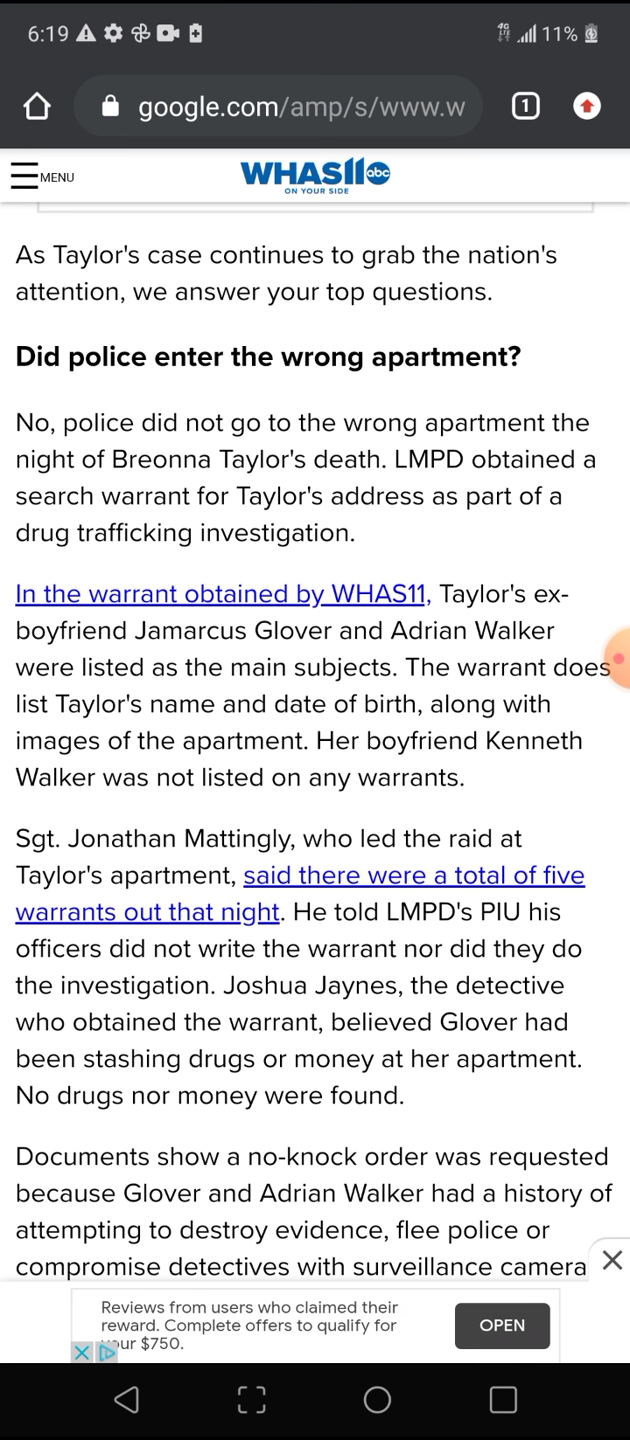 6:19
4G
LTE
11%
google.com/amp/s/www.w
1
MENU
WHAS11 abc
ON YOUR SIDE
As Taylor's case continues to grab the nation's
attention, we answer your top questions.
Did police enter the wrong apartment?
No, police did not go to the wrong apartment the
night of Breonna Taylor's death. LMPD obtained a
search warrant for Taylor's address as part of a
drug trafficking investigation.
In the warrant obtained by WHAS11, Taylor's ex-
boyfriend Jamarcus Glover and Adrian Walker
were listed as the main subjects. The warrant does
list Taylor's name and date of birth, along with
images of the apartment. Her boyfriend Kenneth
Walker was not listed on any warrants.
Sgt. Jonathan Mattingly, who led the raid at
Taylor's apartment, said there were a total of five
warrants out that night. He told LMPD's PIU his
officers did not write the warrant nor did they do
the investigation. Joshua Jaynes, the detective
who obtained the warrant, believed Glover had
been stashing drugs or money at her apartment.
No drugs nor money were found.
Documents show a no-knock order was requested
because Glover and Adrian Walker had a history of
attempting to destroy evidence, flee police or
compromise detectives with surveillance camera
Reviews from users who claimed their
reward. Complete offers to qualify for
your $750.
OPEN